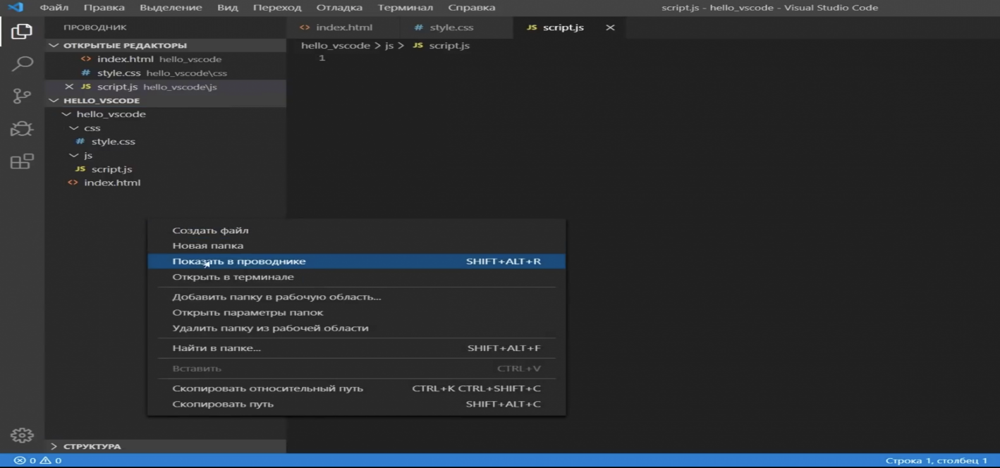 Файл Правка Выделение Вид Переход Отладка Терминал Справка script.js - hello_vscode - Visual Studio Code
ПРОВОДНИК <> index.html # style.css JS script.js
ОТКРЫТЫЕ РЕДАКТОРЫ hello_vscode > js > JS script.js
<> index.html hello_vscode 1
# style.css hello_vscode\css
JS script.js hello_vscode\js
HELLO_VSCODE
hello_vscode
css
# style.css
js
JS script.js
<> index.html
Создать файл
Новая папка
Показать в проводнике SHIFT+ALT+R
Открыть в терминале
Добавить папку в рабочую область...
Открыть параметры папок
Удалить папку из рабочей области
Найти в папке... SHIFT+ALT+F
Вставить CTRL+V
Скопировать относительный путь CTRL+K CTRL+SHIFT+C
Скопировать путь SHIFT+ALT+C
СТРУКТУРА
0 0 Строка 1, столбец 1